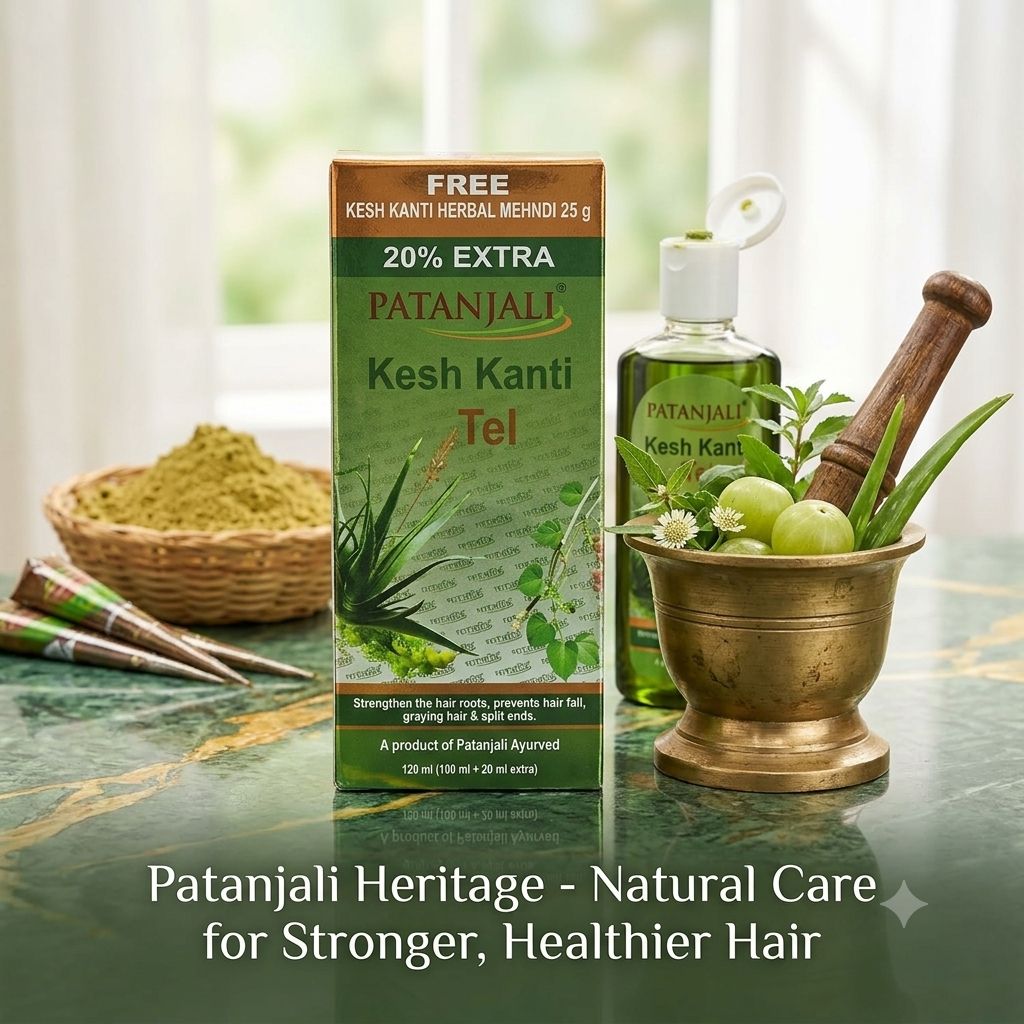 FREE
KESH KANTI HERBAL MEHNDI 25 g
20% EXTRA
PATANJALI®
Kesh Kanti
Tel
Strengthen the hair roots, prevents hair fall,
graying hair & split ends.
A product of Patanjali Ayurved
120 ml (100 ml + 20 ml extra)
PATANJALI
Kesh Kant
Patanjali Heritage - Natural Care
for Stronger, Healthier Hair